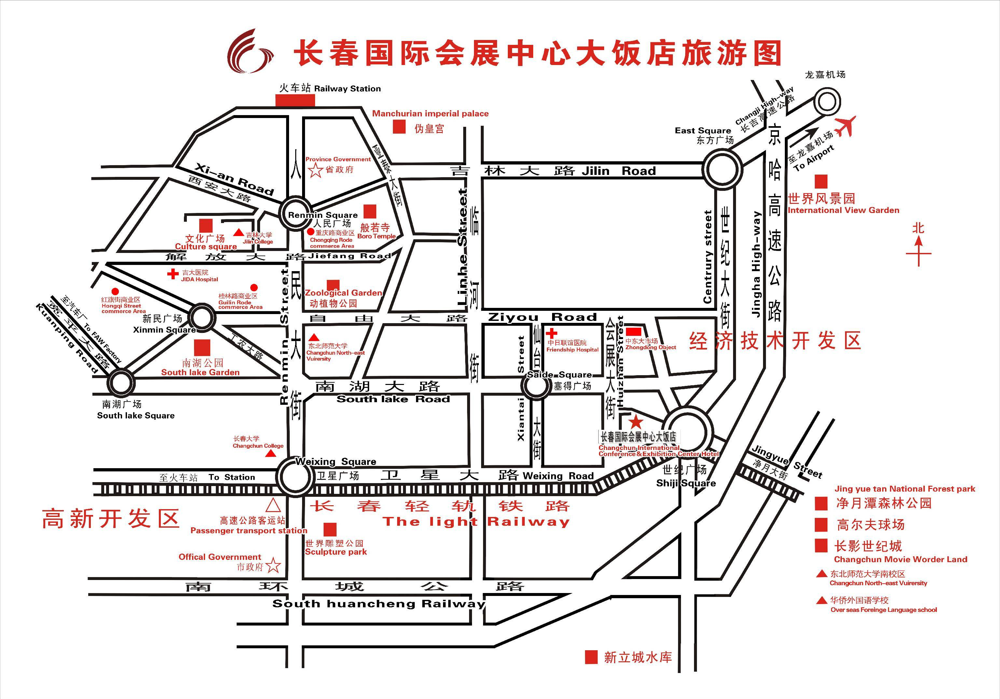 长春国际会展中心大饭店旅游图
龙嘉机场
火车站 Railway Station
Changji High-way
长吉高速公路
Manchurian imperial palace
伪皇宫
East Square
东方广场
至龙嘉机场
To Airport
京哈高速公路
Jingha High-way
Province Government
省政府
Xi-an Road
西安大路
吉林大路 Jilin Road
世界风景园
International View Garden
Renmin Square
人民广场
般若寺
Boro Temple
重庆路商业区
Chongqing Rode
commerce Area
文化广场
Culture square
吉林大学
Jilin College
Linhe Street
临河街
Centrury street
世纪大街
北
解放大路 Jiefang Road
吉大医院
JIDA Hospital
人民大街
Renmin Street
桂林路商业区
Guilin Rode
commerce Area
红旗街商业区
Hongqi Street
commerce Area
Zoological Garden
动植物公园
至汽车厂 To FAW Factory
宽平大路
Kuanping Road
新民广场
Xinmin Square
自由大路 Ziyou Road
工农大路
南湖公园
South lake Garden
东北师范大学
Changchun North-east
Vuirersity
仙台大街
Xiantai Street
中日联谊医院
Friendship Hospital
会展大街
Huizhan Street
中东大市场
Zhongdong Object
经济技术开发区
Saide Square
塞得广场
南湖大路
South lake Road
南湖广场
South lake Square
长春大学
Changchun College
长春国际会展中心大饭店
Changchun International
Conference&Exhibition Center Hotel
Weixing Square
卫星广场
卫星大路 Weixing Road
至火车站 To Station
世纪广场
Shiji Square
Jingyue Street
净月大街
长春轻轨铁路
The light Railway
高新开发区
高速公路客运站
Passenger transport station
世界雕塑公园
Sculpture park
Offical Government
市政府
南环城公路
South huancheng Railway
Jing yue tan National Forest park
净月潭森林公园
高尔夫球场
长影世纪城
Changchun Movie Worder Land
东北师范大学南校区
Changchun North-east Vuirersity
华侨外国语学校
Over seas Foreinge Language school
新立城水库